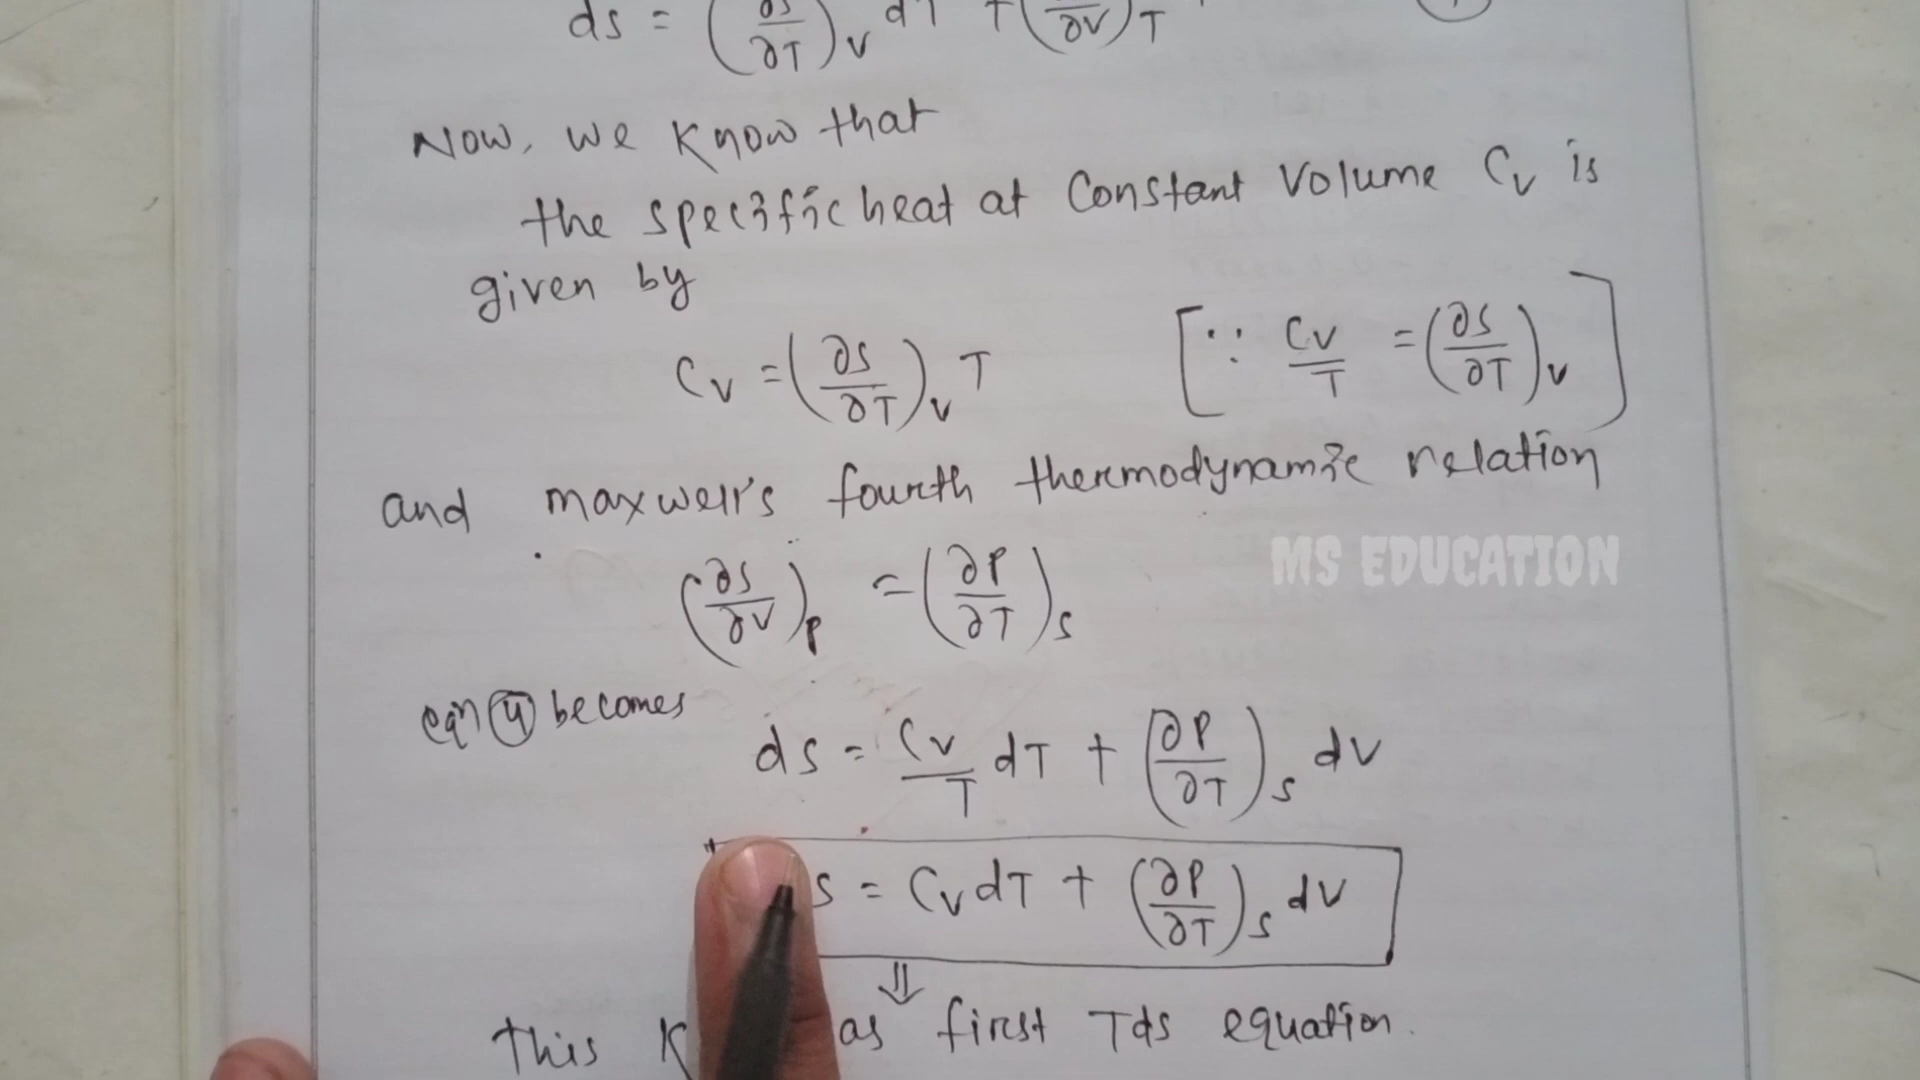 ds = (∂s/∂T)v dT + (∂s/∂V)T
Now, we know that
the specific heat at Constant Volume Cv is
given by
Cv = (∂s/∂T)v T [∵ Cv/T = (∂s/∂T)v]
and maxwell's fourth thermodynamic relation
MS EDUCATION
(∂s/∂V)P = (∂P/∂T)s
eqn ④ becomes
ds = Cv/T dT + (∂P/∂T)s dV
s = Cv dT + (∂P/∂T)s dV
⇓
This K as first Tds equation.